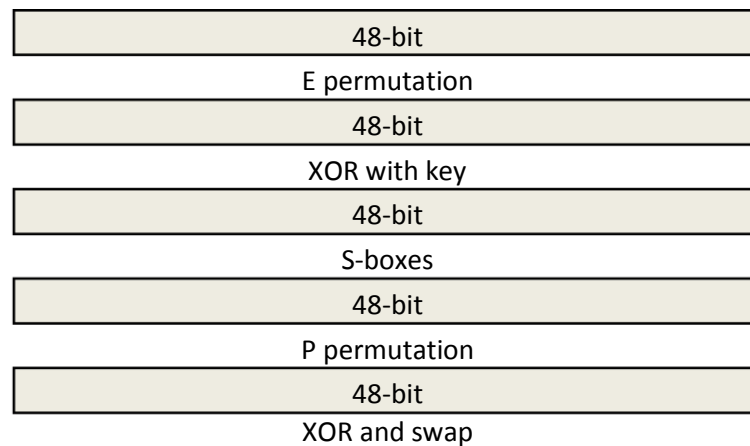 48-bit
E permutation
48-bit
XOR with key
48-bit
S-boxes
48-bit
P permutation
48-bit
XOR and swap